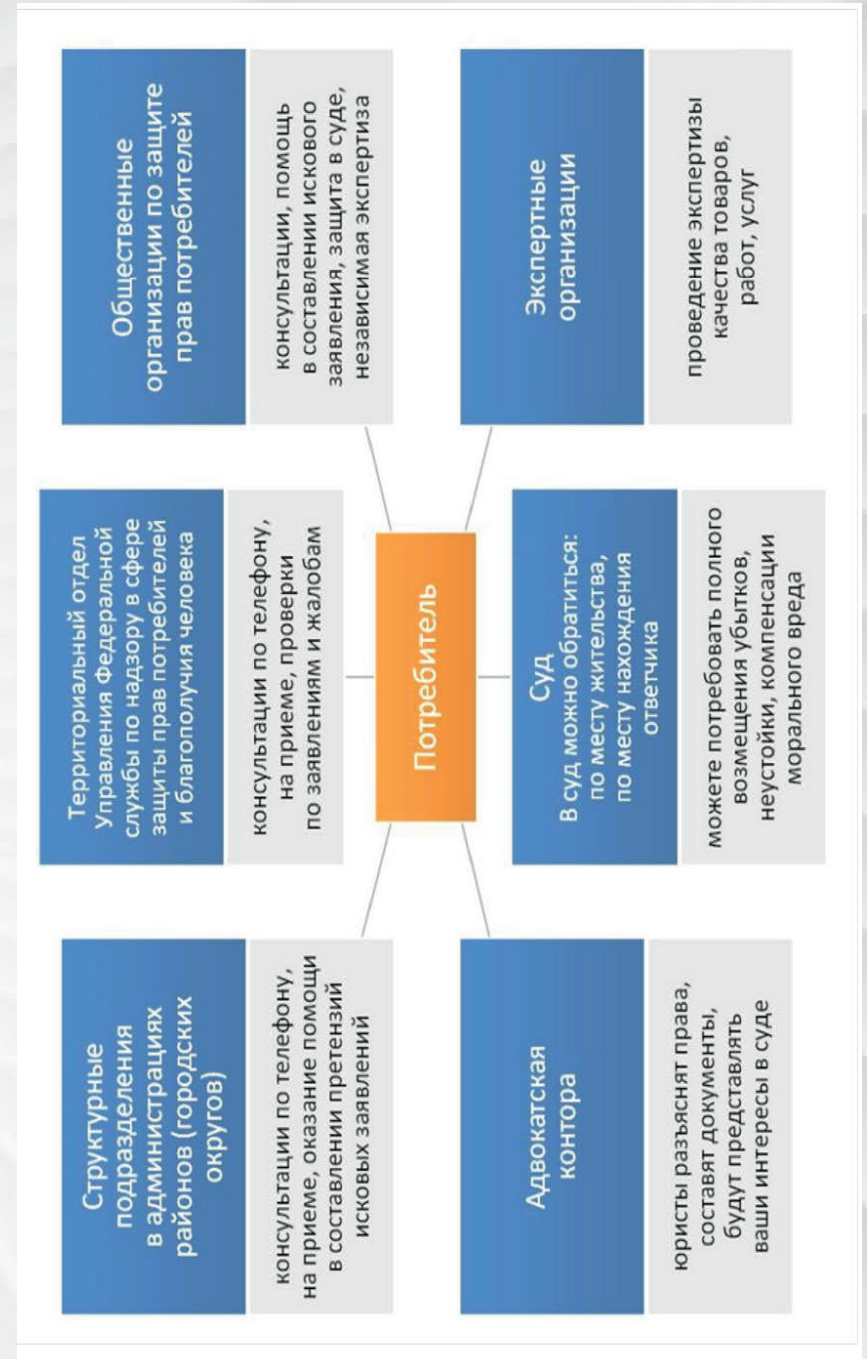 Структурные
подразделения
в администрациях
районов (городских
округов)
консультации по телефону,
на приеме, оказание помощи
в составлении претензий
исковых заявлений
Территориальный отдел
Управления Федеральной
службы по надзору в сфере
защиты прав потребителей
и благополучия человека
консультации по телефону,
на приеме, проверки
по заявлениям и жалобам
Общественные
организации по защите
прав потребителей
консультации, помощь
в составлении искового
заявления, защита в суде,
независимая экспертиза
Потребитель
Адвокатская
контора
юристы разъяснят права,
составят документы,
будут представлять
ваши интересы в суде
Суд
В суд можно обратиться:
по месту жительства,
по месту нахождения
ответчика
можете потребовать полного
возмещения убытков,
неустойки, компенсации
морального вреда
Экспертные
организации
проведение экспертизы
качества товаров,
работ, услуг